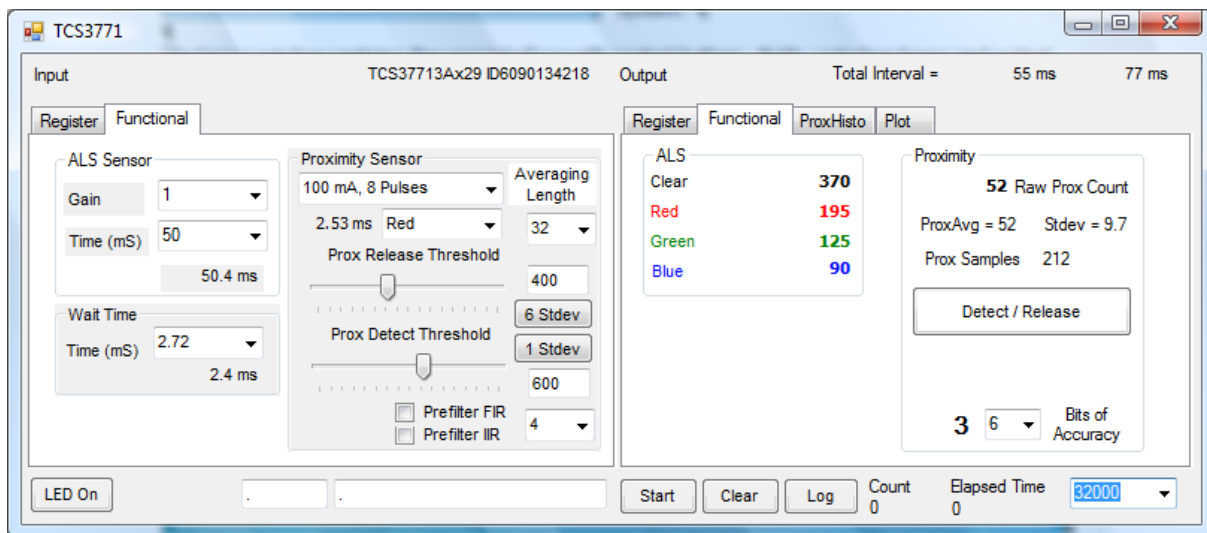 TCS3771
Input
TCS37713Ax29 ID6090134218
Register
Functional
ALS Sensor
Gain
1
Time (mS)
50
50.4 ms
Wait Time
Time (mS)
2.72
2.4 ms
Proximity Sensor
100 mA, 8 Pulses
2.53 ms
Red
Averaging
Length
32
Prox Release Threshold
400
6 Stdev
Prox Detect Threshold
1 Stdev
600
Prefilter FIR
Prefilter IIR
4
LED On
.
.
Output
Total Interval =
55 ms
77 ms
Register
Functional
ProxHisto
Plot
ALS
Clear 370
Red 195
Green 125
Blue 90
Proximity
52 Raw Prox Count
ProxAvg = 52
Stdev = 9.7
Prox Samples 212
Detect / Release
3
6
Bits of
Accuracy
Start
Clear
Log
Count
0
Elapsed Time
0
32000